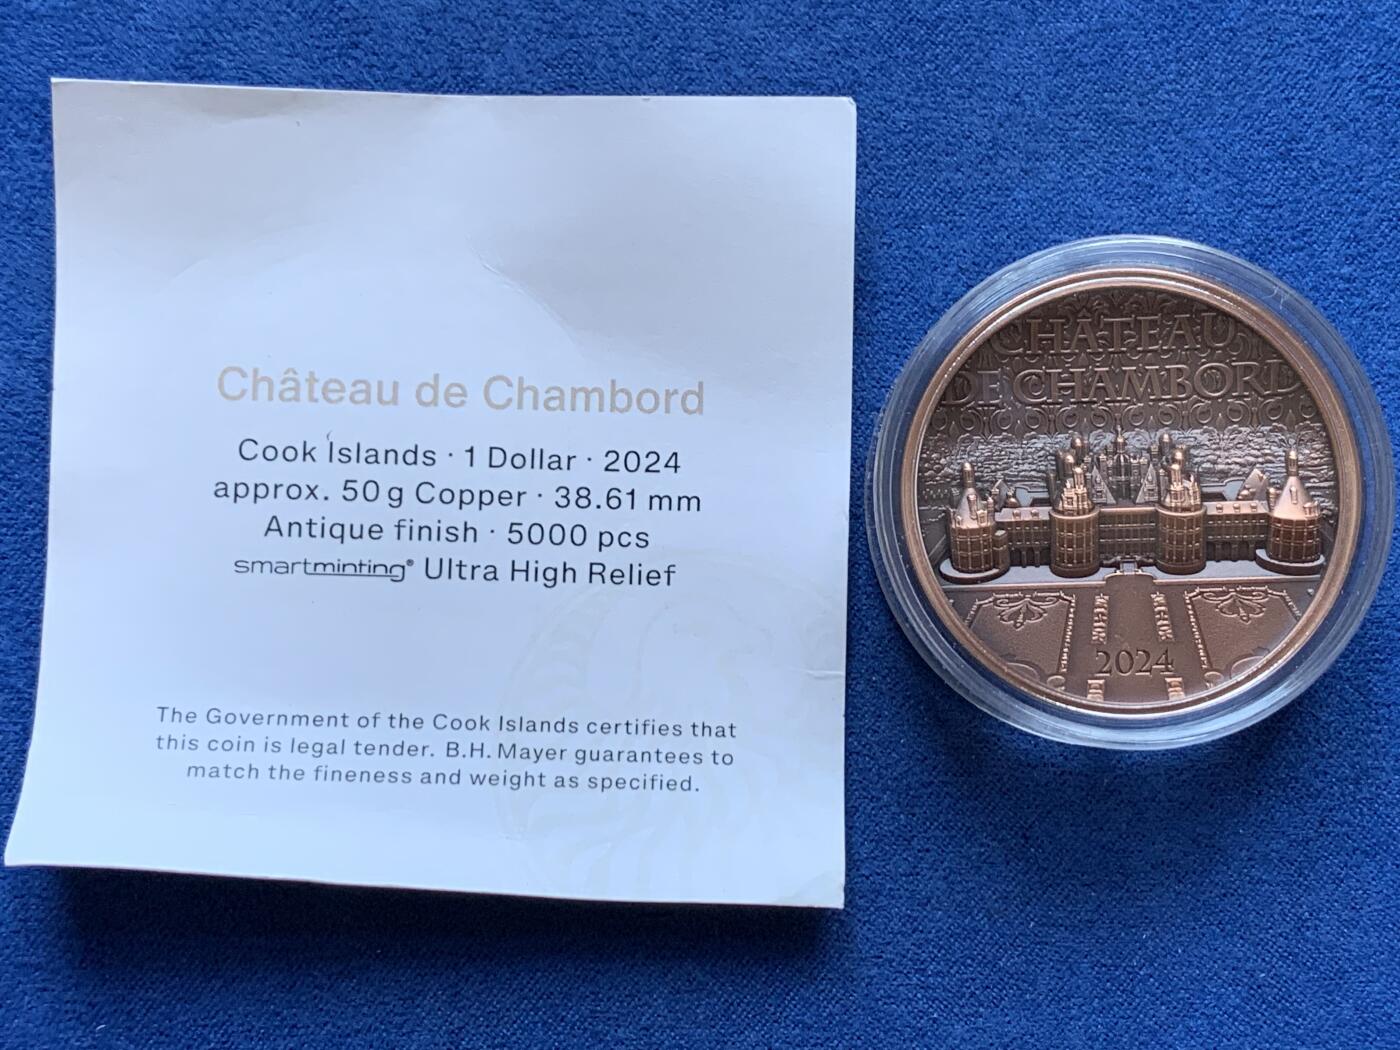 Château de Chambord
Cook Islands · 1 Dollar · 2024
approx. 50 g Copper · 38.61 mm
Antique finish · 5000 pcs
smartminting® Ultra High Relief
The Government of the Cook Islands certifies that
this coin is legal tender. B.H. Mayer guarantees to
match the fineness and weight as specified.
CHÂTEAU
DE CHAMBORD
2024